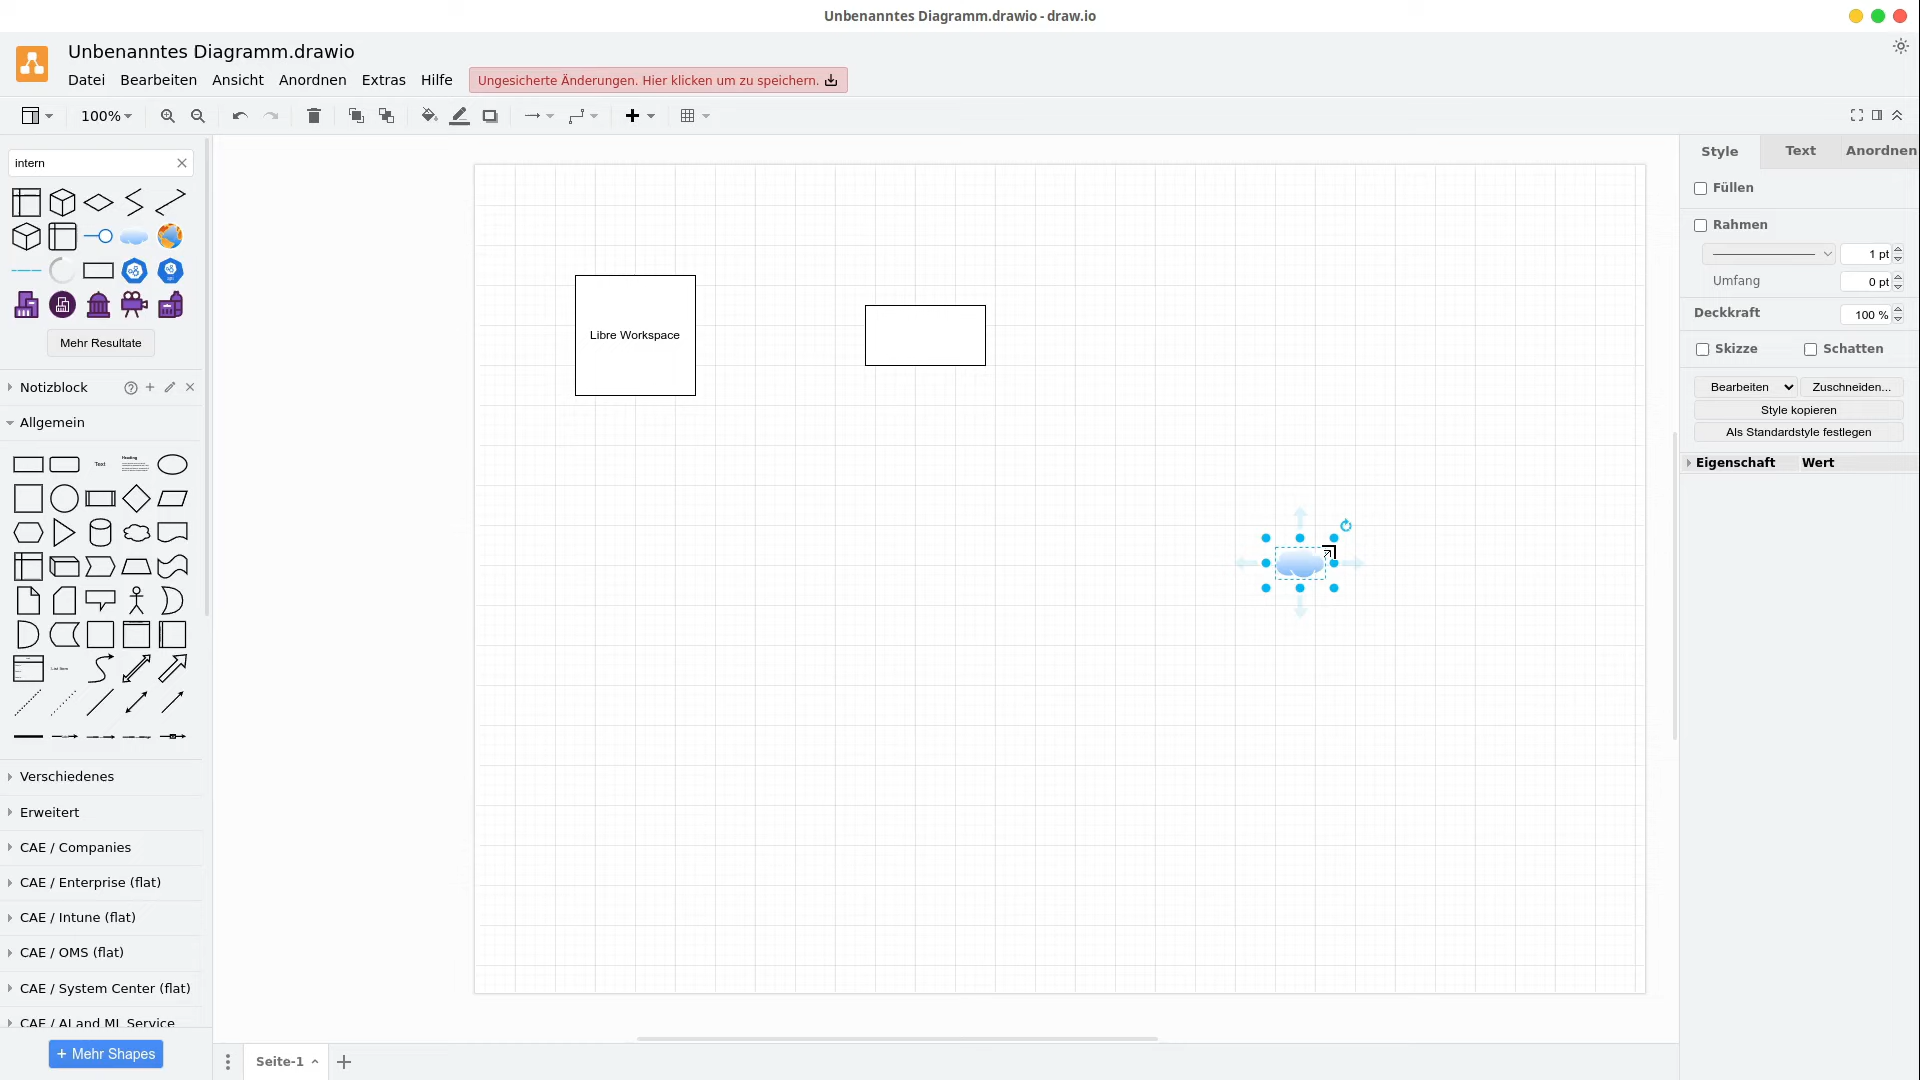 Unbenanntes Diagramm.drawio - draw.io
Unbenanntes Diagramm.drawio
Datei Bearbeiten Ansicht Anordnen Extras Hilfe Ungesicherte Änderungen. Hier klicken um zu speichern.
100%
intern
Mehr Resultate
Notizblock
Allgemein
Text
Heading
List Item
Verschiedenes
Erweitert
CAE / Companies
CAE / Enterprise (flat)
CAE / Intune (flat)
CAE / OMS (flat)
CAE / System Center (flat)
CAE / AI and ML Service
+ Mehr Shapes
Libre Workspace
Seite-1
Style Text Anordnen
Füllen
Rahmen
1 pt
Umfang 0 pt
Deckkraft 100 %
Skizze Schatten
Bearbeiten Zuschneiden...
Style kopieren
Als Standardstyle festlegen
Eigenschaft Wert